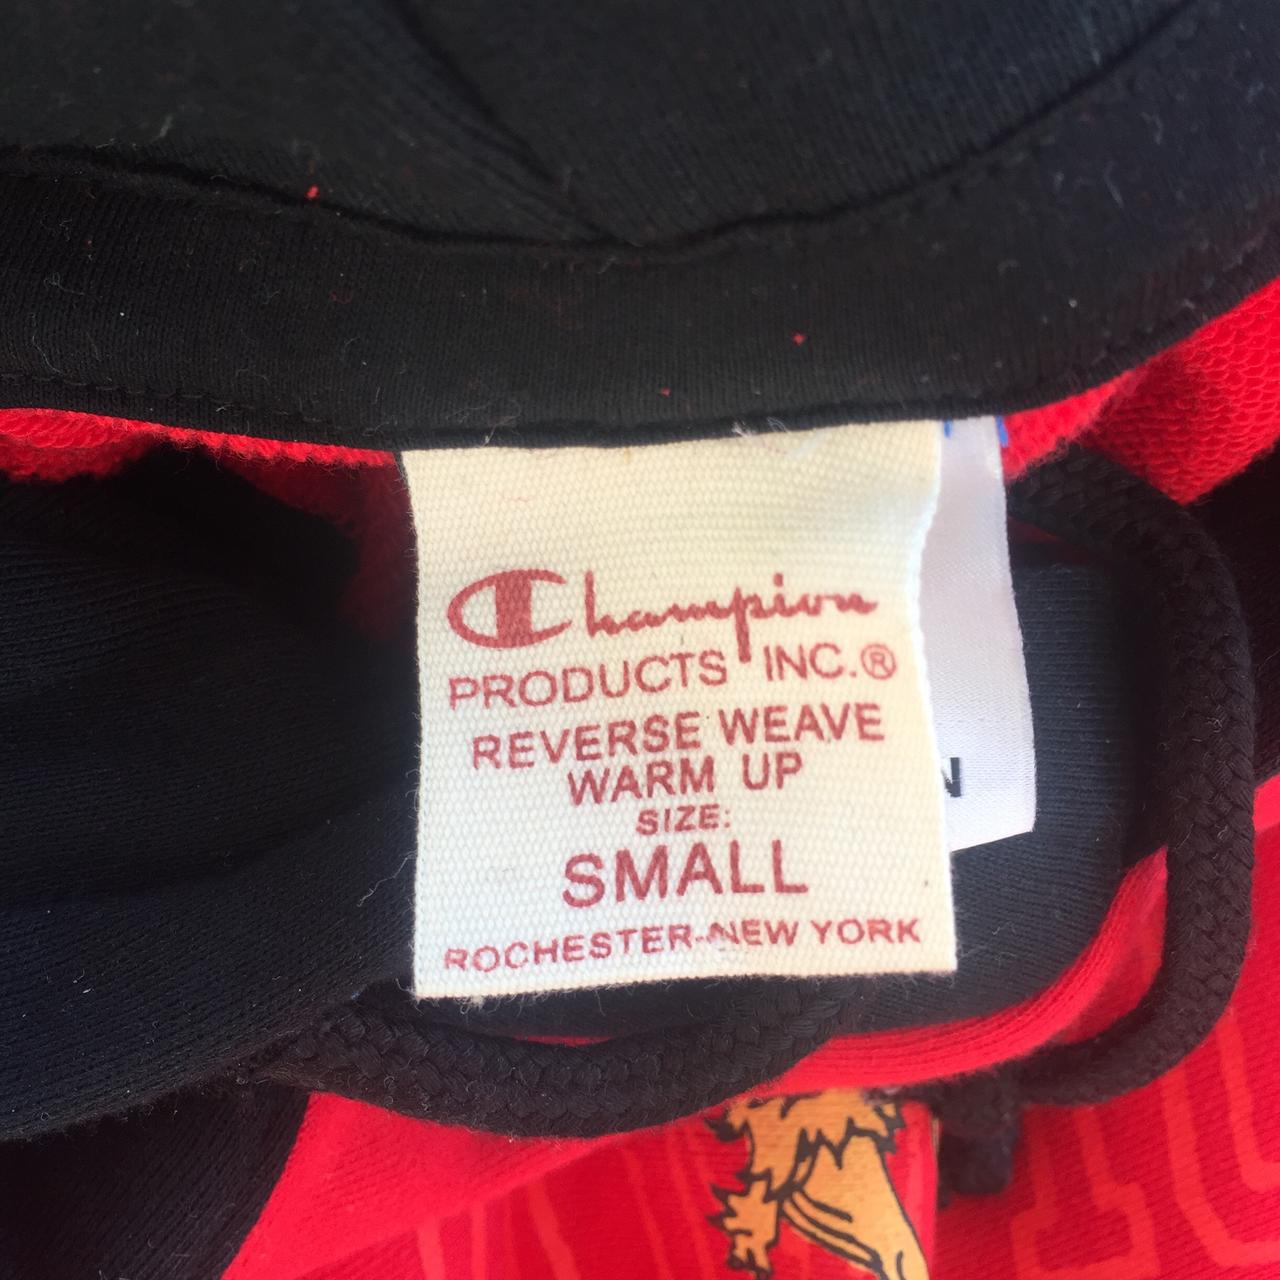 Champion
PRODUCTS INC.®
REVERSE WEAVE
WARM UP
SIZE:
SMALL
ROCHESTER-NEW YORK
N